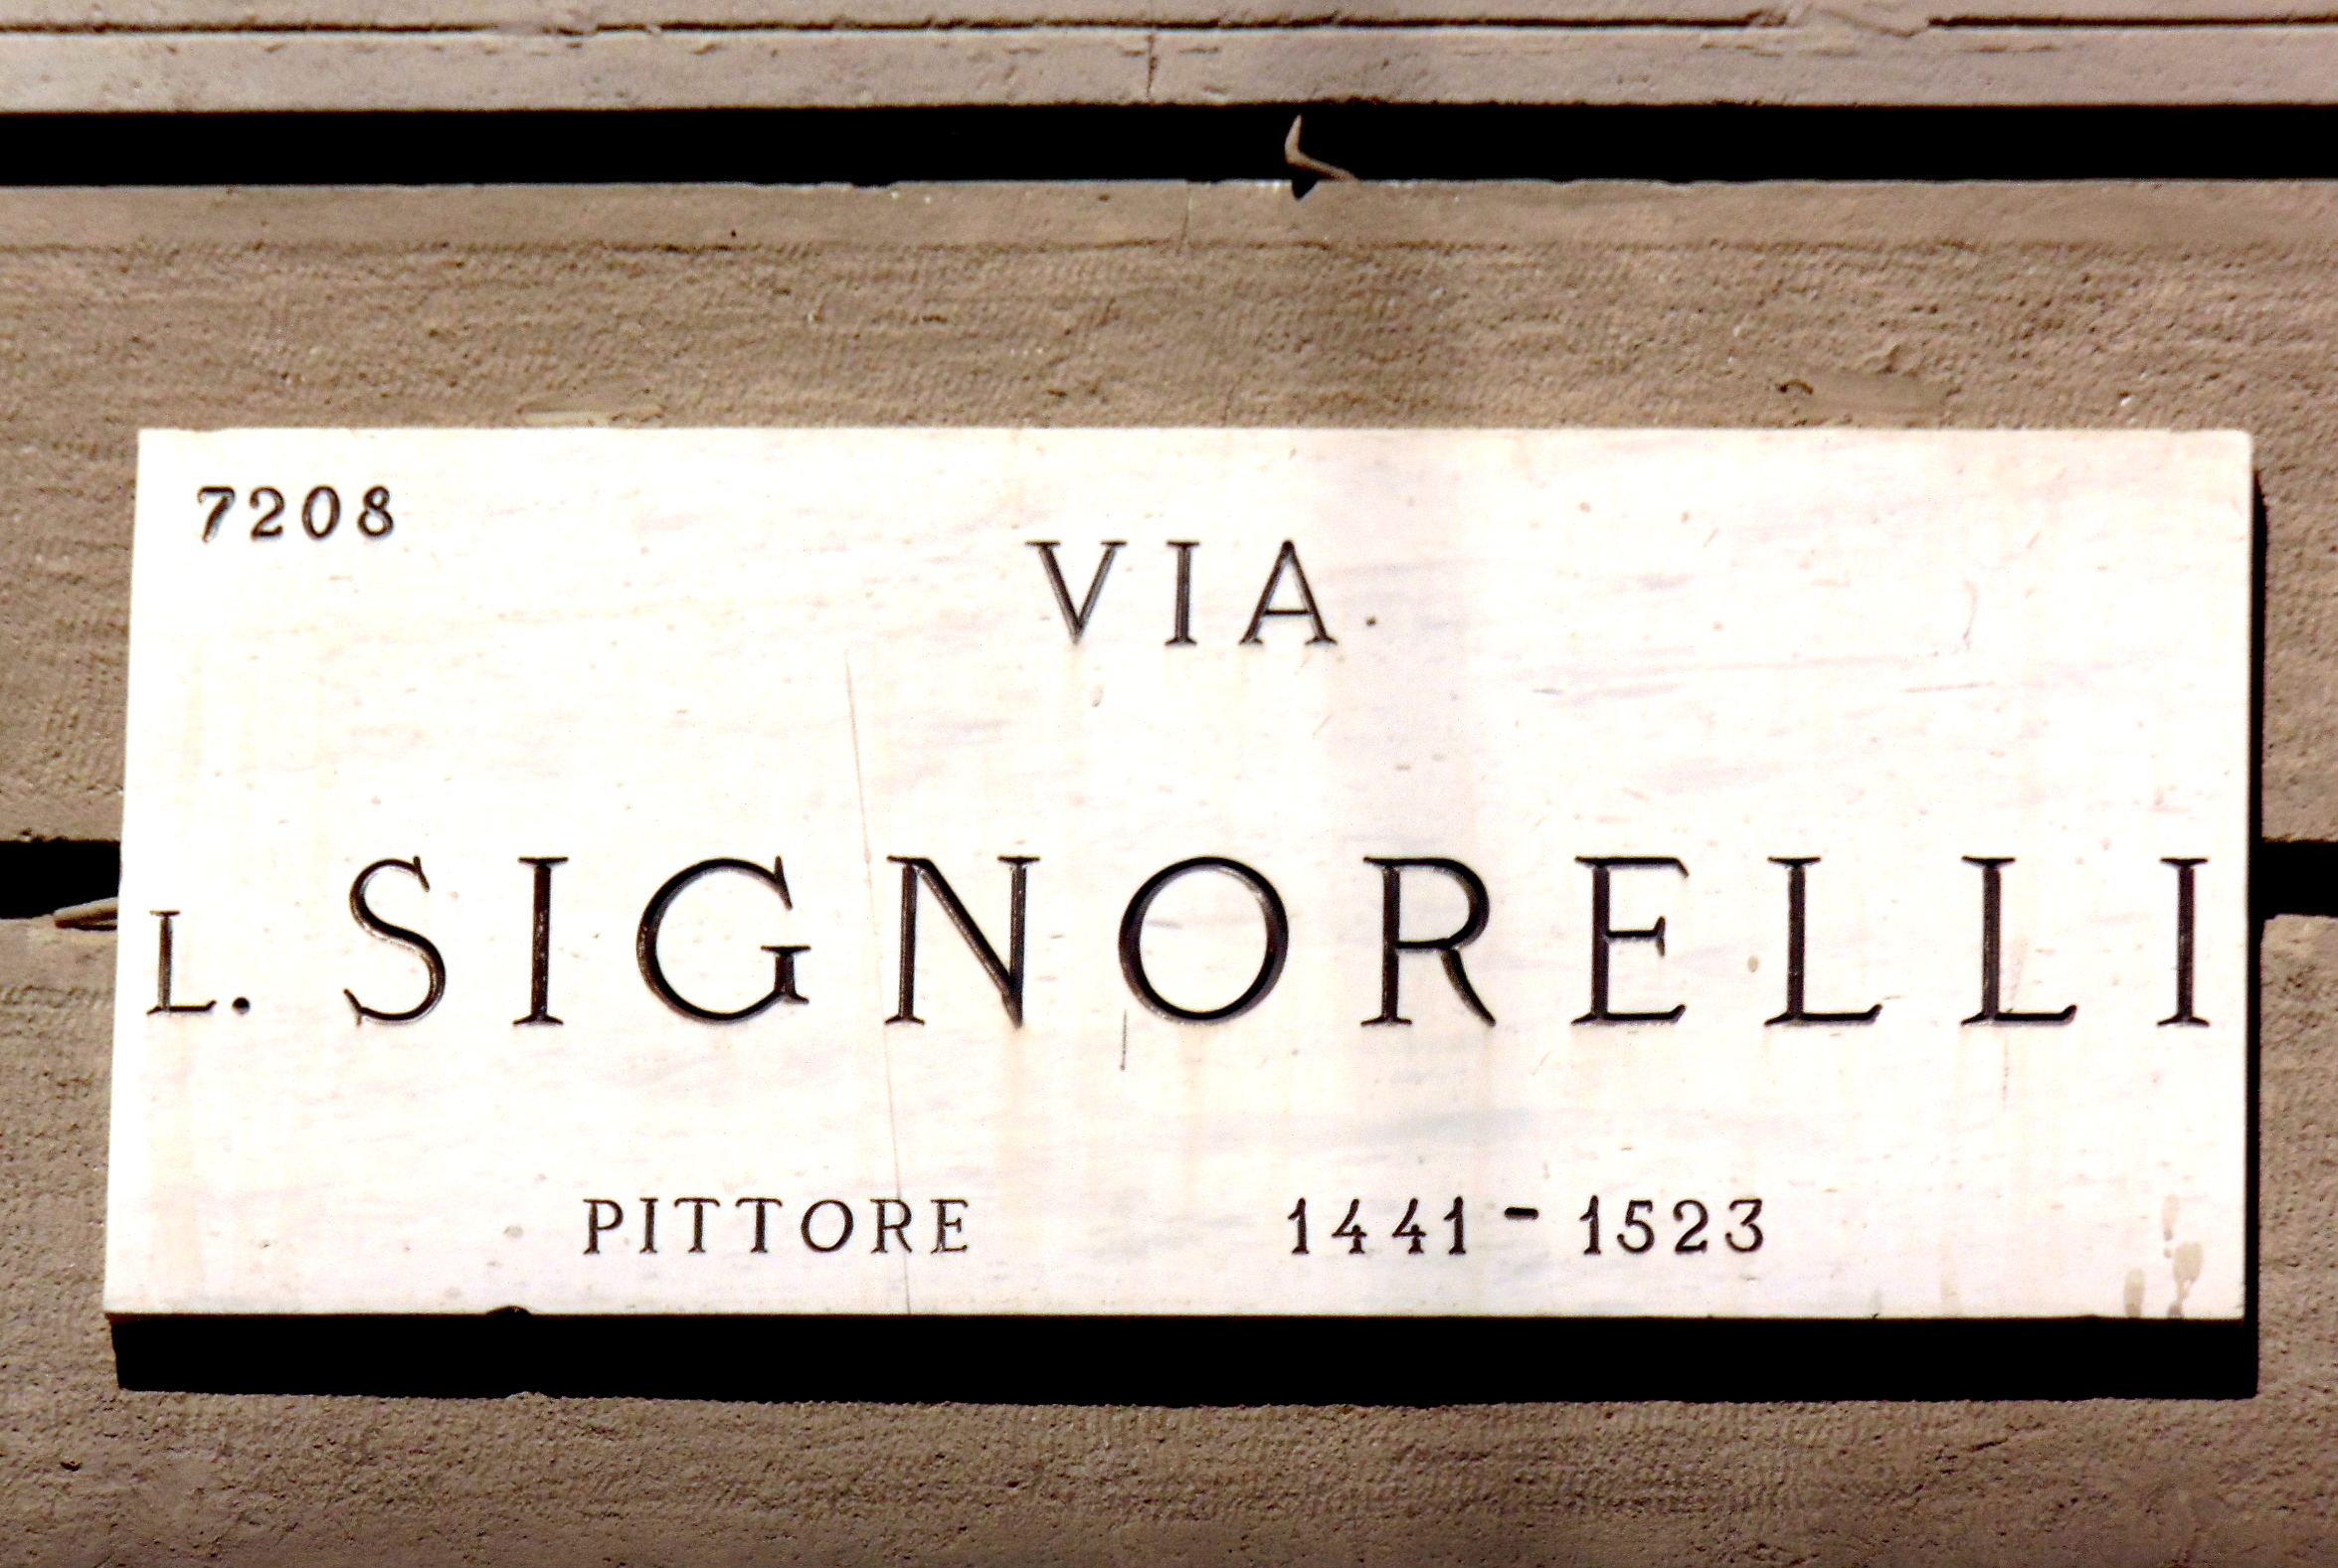 7208
VIA
L. SIGNORELLI
PITTORE 1441-1523